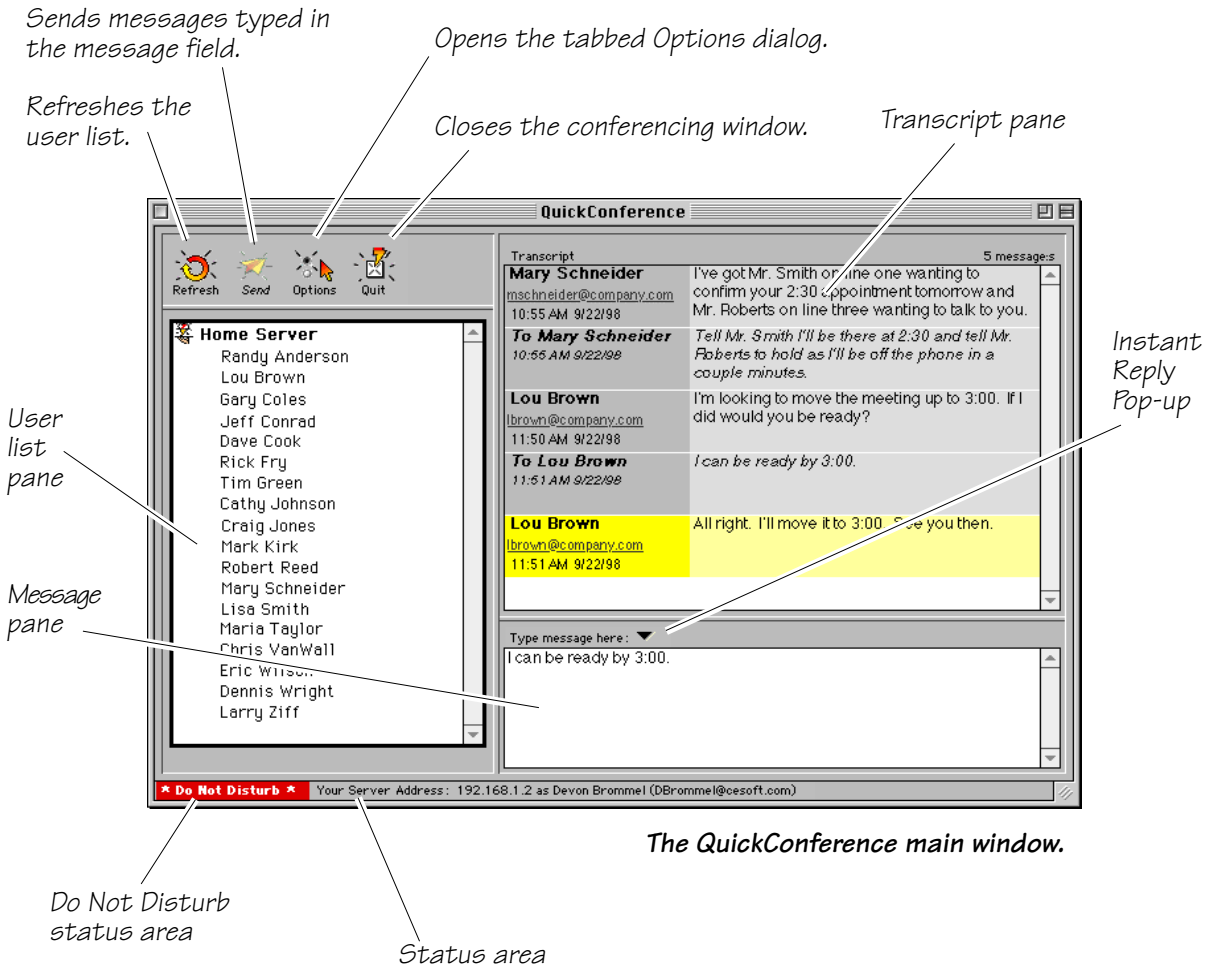 Sends messages typed in
the message field.
Opens the tabbed Options dialog.
Refreshes the
user list.
Closes the conferencing window.
Transcript pane
QuickConference
Refresh
Send
Options
Quit
Transcript
5 message:s
Mary Schneider
mschneider@company.com
10:55 AM 9/22/98
I've got Mr. Smith on line one wanting to
confirm your 2:30 appointment tomorrow and
Mr. Roberts on line three wanting to talk to you.
To Mary Schneider
10:55 AM 9/22/98
Tell Mr. Smith I'll be there at 2:30 and tell Mr.
Roberts to hold as I'll be off the phone in a
couple minutes.
Lou Brown
lbrown@company.com
11:50 AM 9/22/98
I'm looking to move the meeting up to 3:00. If I
did would you be ready?
To Lou Brown
11:51 AM 9/22/98
I can be ready by 3:00.
Lou Brown
lbrown@company.com
11:51 AM 9/22/98
All right. I'll move it to 3:00. See you then.
Instant
Reply
Pop-up
Home Server
Randy Anderson
Lou Brown
Gary Coles
Jeff Conrad
Dave Cook
Rick Fry
Tim Green
Cathy Johnson
Craig Jones
Mark Kirk
Robert Reed
Mary Schneider
Lisa Smith
Maria Taylor
Chris VanWall
Eric Wilson
Dennis Wright
Larry Ziff
User
list
pane
Message
pane
Type message here:
I can be ready by 3:00.
* Do Not Disturb *
Your Server Address: 192.168.1.2 as Devon Brommel (DBrommel@cesoft.com)
The QuickConference main window.
Do Not Disturb
status area
Status area